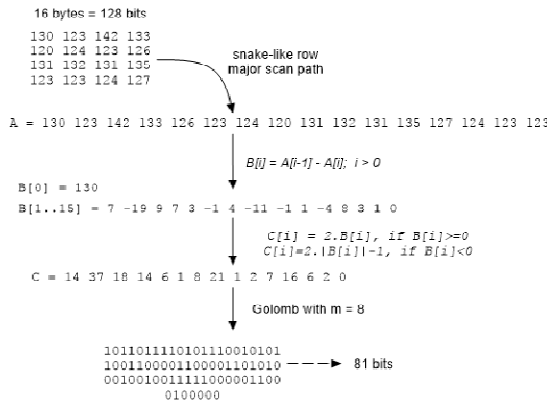 16 bytes = 128 bits
130 123 142 133
120 124 123 126
131 132 131 135
123 123 124 127
snake-like row
major scan path
A = 130 123 142 133 126 123 124 120 131 132 131 135 127 124 123 123
B[i] = A[i-1] - A[i]; i > 0
B[0] = 130
B[1..15] = 7 -19 9 7 3 -1 4 -11 -1 1 -4 8 3 1 0
C[i] = 2.B[i], if B[i]>=0
C[i]=2.|B[i]|-1, if B[i]<0
C = 14 37 18 14 6 1 8 21 1 2 7 16 6 2 0
Golomb with m = 8
1011011110101110010101
1001100001100001101010
0010010011111000001100
0100000
81 bits